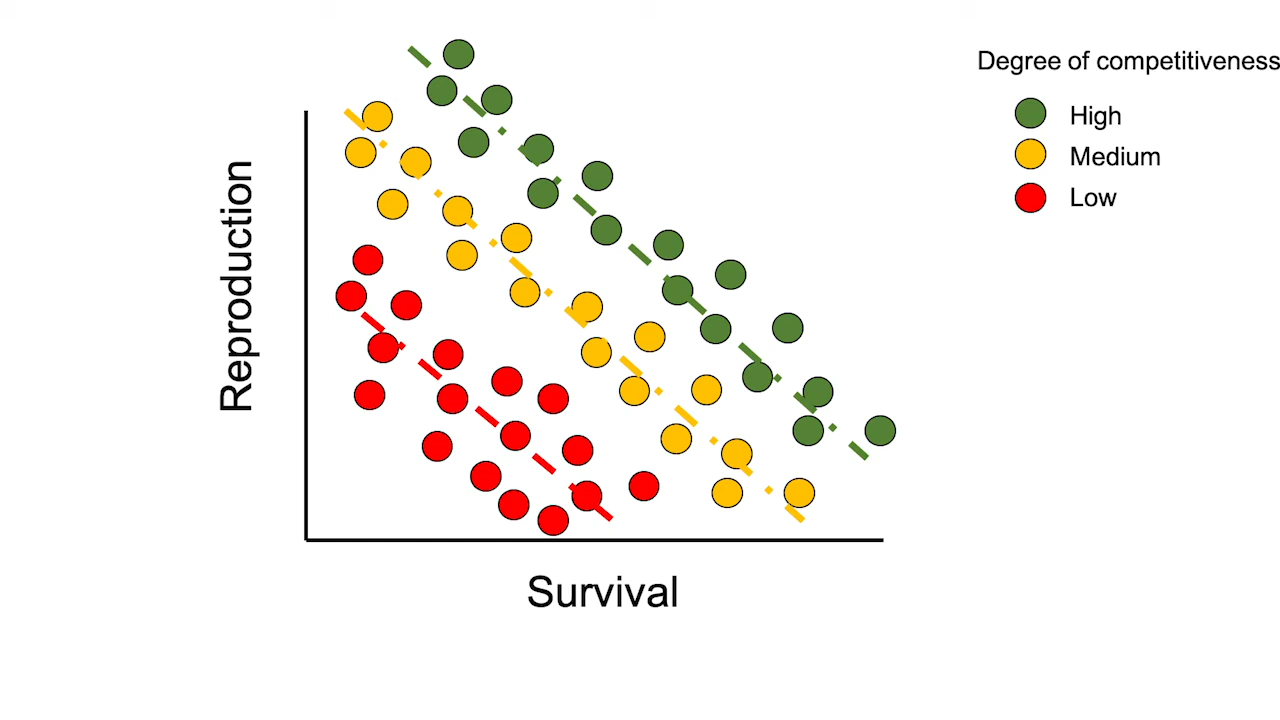 Degree of competitiveness
High
Medium
Low
Reproduction
Survival